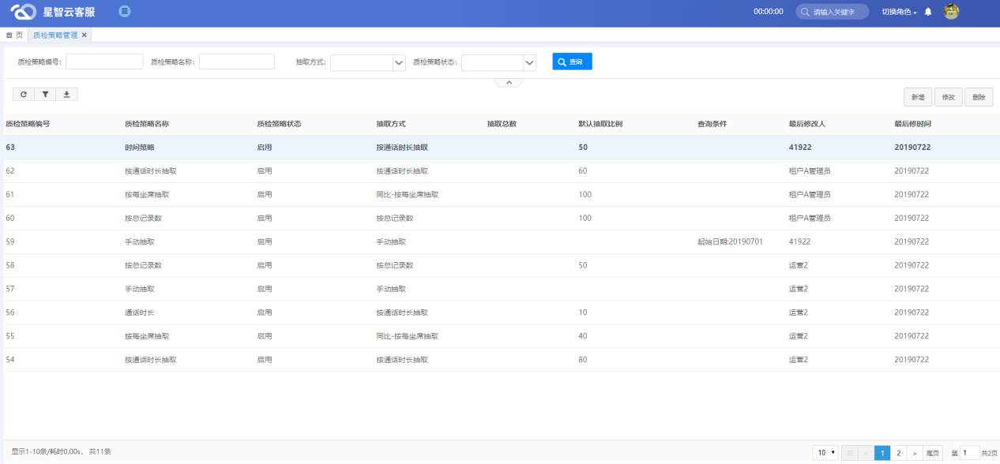 星智云客服 00:00:00 请输入关键字 切换角色
首 页 质检策略管理 ×
质检策略编号: 质检策略名称: 抽取方式: 质检策略状态: 查询
新增 修改 删除
质检策略编号 质检策略名称 质检策略状态 抽取方式 抽取总数 默认抽取比例 查询条件 最后修改人 最后修时间
63 时间策略 启用 按通话时长抽取 50 41922 20190722
62 按通话时长抽取 启用 按通话时长抽取 60 租户A管理员 20190722
61 按每坐席抽取 启用 同比-按每坐席抽取 100 租户A管理员 20190722
60 按总记录数 启用 按总记录数 100 租户A管理员 20190722
59 手动抽取 启用 手动抽取 起始日期:20190701 41922 20190722
58 按总记录数 启用 按总记录数 50 运营2 20190722
57 手动抽取 启用 手动抽取 运营2 20190722
56 通话时长 启用 按通话时长抽取 10 运营2 20190722
55 按每坐席抽取 启用 同比-按每坐席抽取 40 运营2 20190722
54 按通话时长抽取 启用 按通话时长抽取 80 运营2 20190722
显示1-10条/耗时0.00s, 共11条 10 1 2 > 尾页 第 1 共2页